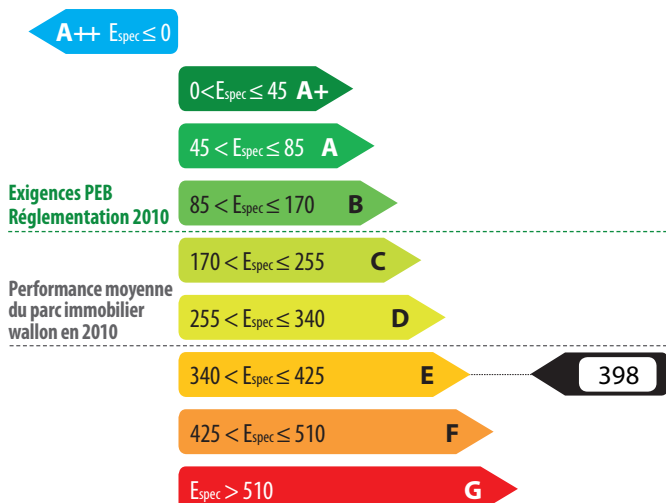 A++ Espec ≤ 0
0<Espec ≤ 45 A+
45 < Espec ≤ 85 A
Exigences PEB
Réglementation 2010
85 < Espec ≤ 170 B
170 < Espec ≤ 255 C
Performance moyenne
du parc immobilier
wallon en 2010
255 < Espec ≤ 340 D
340 < Espec ≤ 425 E 398
425 < Espec ≤ 510 F
Espec > 510 G